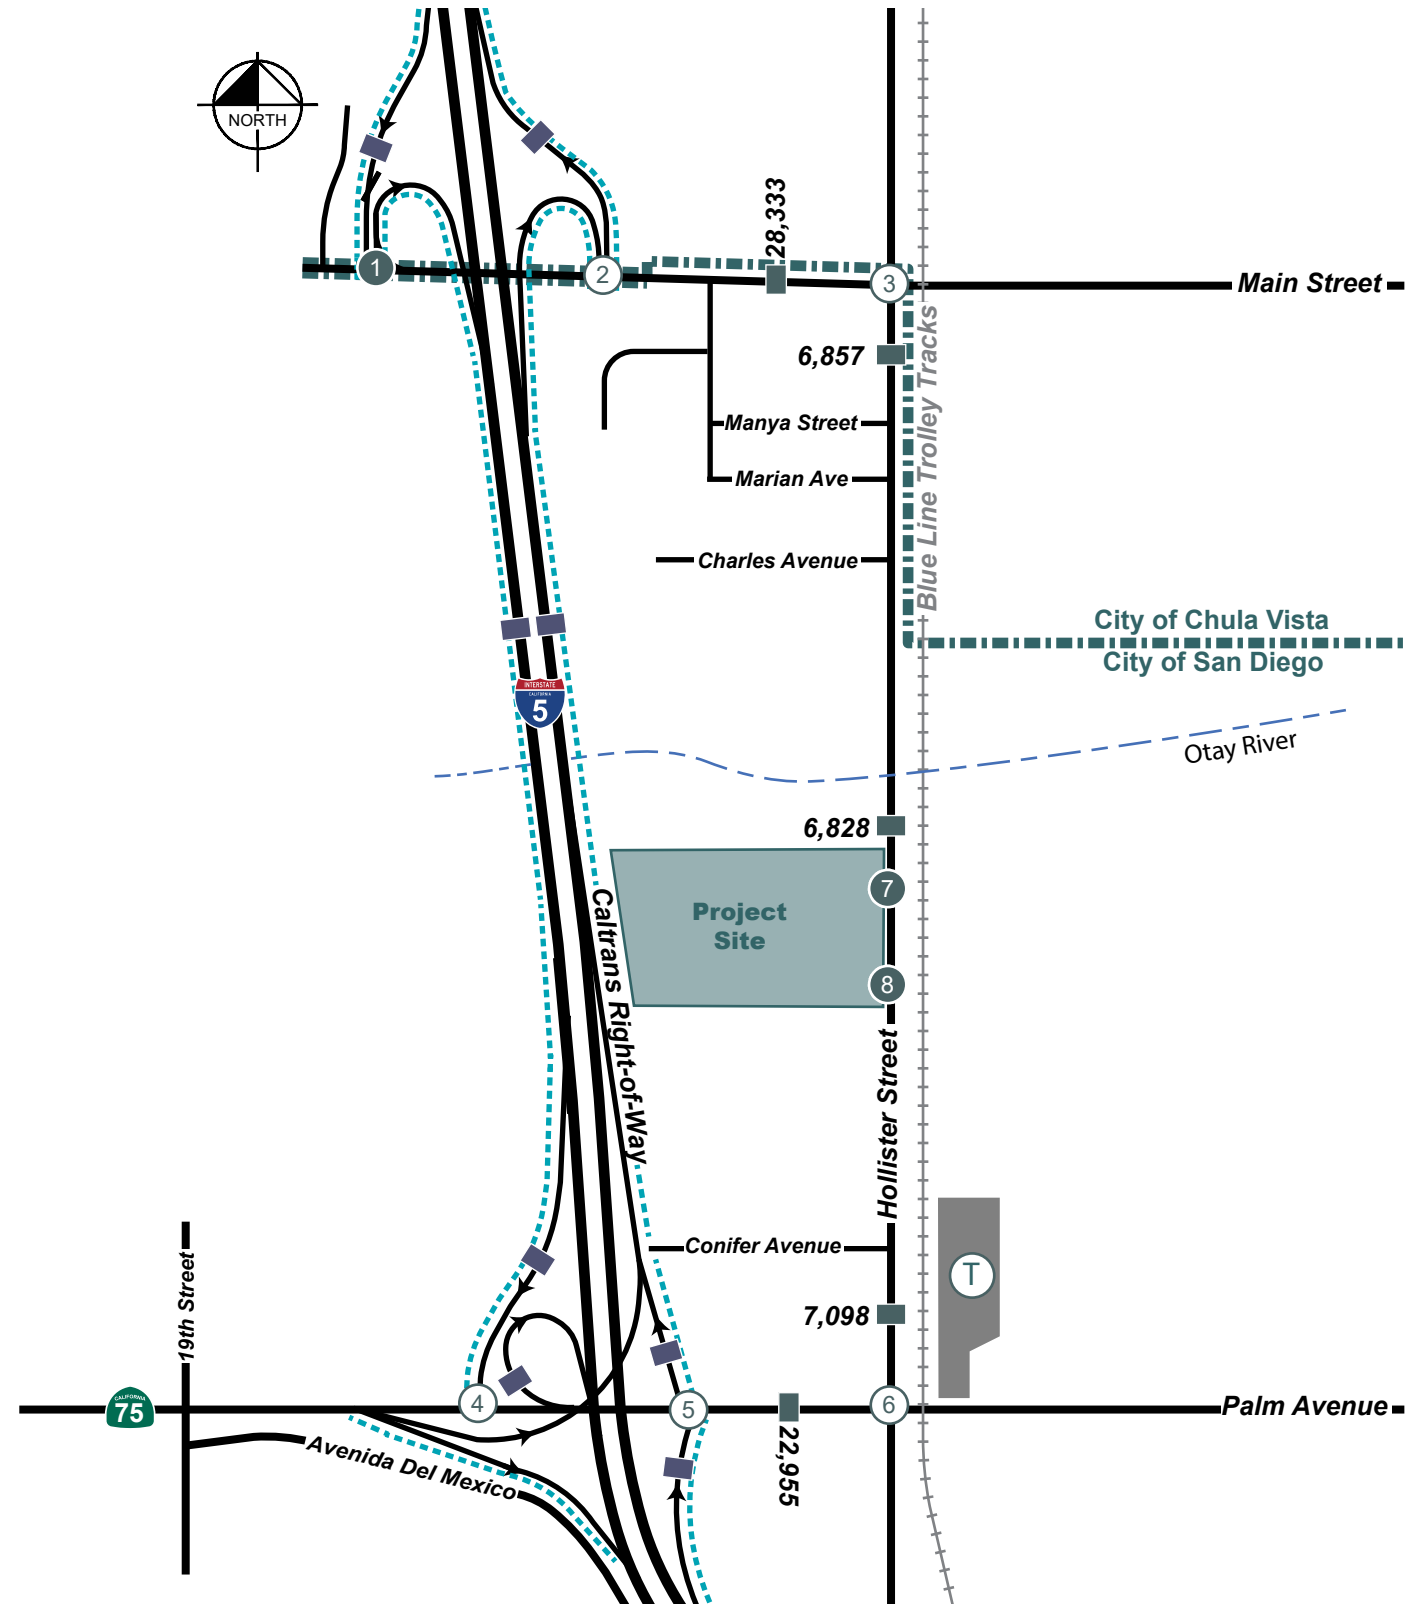 NORTH
28,333
1
2
3
Main Street
6,857
Blue Line Trolley Tracks
Manya Street
Marian Ave
Charles Avenue
City of Chula Vista
City of San Diego
INTERSTATE
CALIFORNIA
5
Otay River
6,828
7
Project
Site
Caltrans Right-of-Way
8
Hollister Street
Conifer Avenue
19th Street
T
7,098
CALIFORNIA
75
4
5
6
Palm Avenue
22,955
Avenida Del Mexico